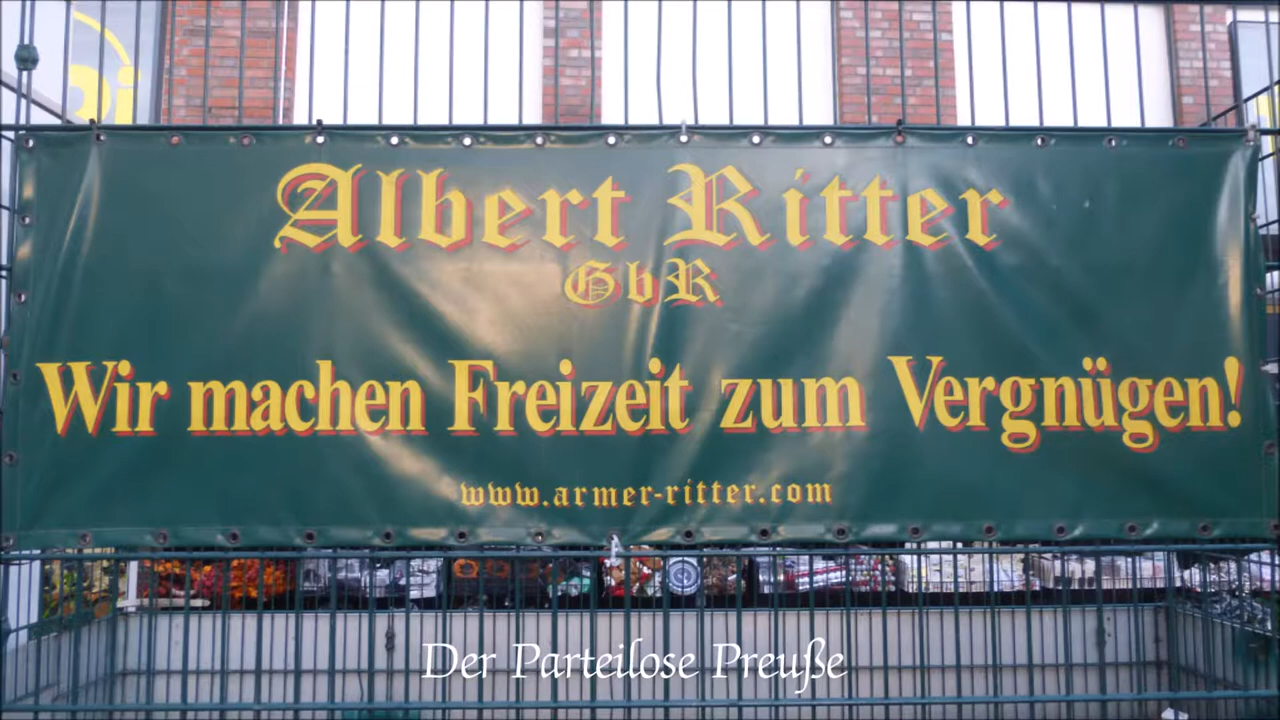 Albert Ritter
GbR
Wir machen Freizeit zum Vergnügen!
www.armer-ritter.com
Der Parteilose Preuße